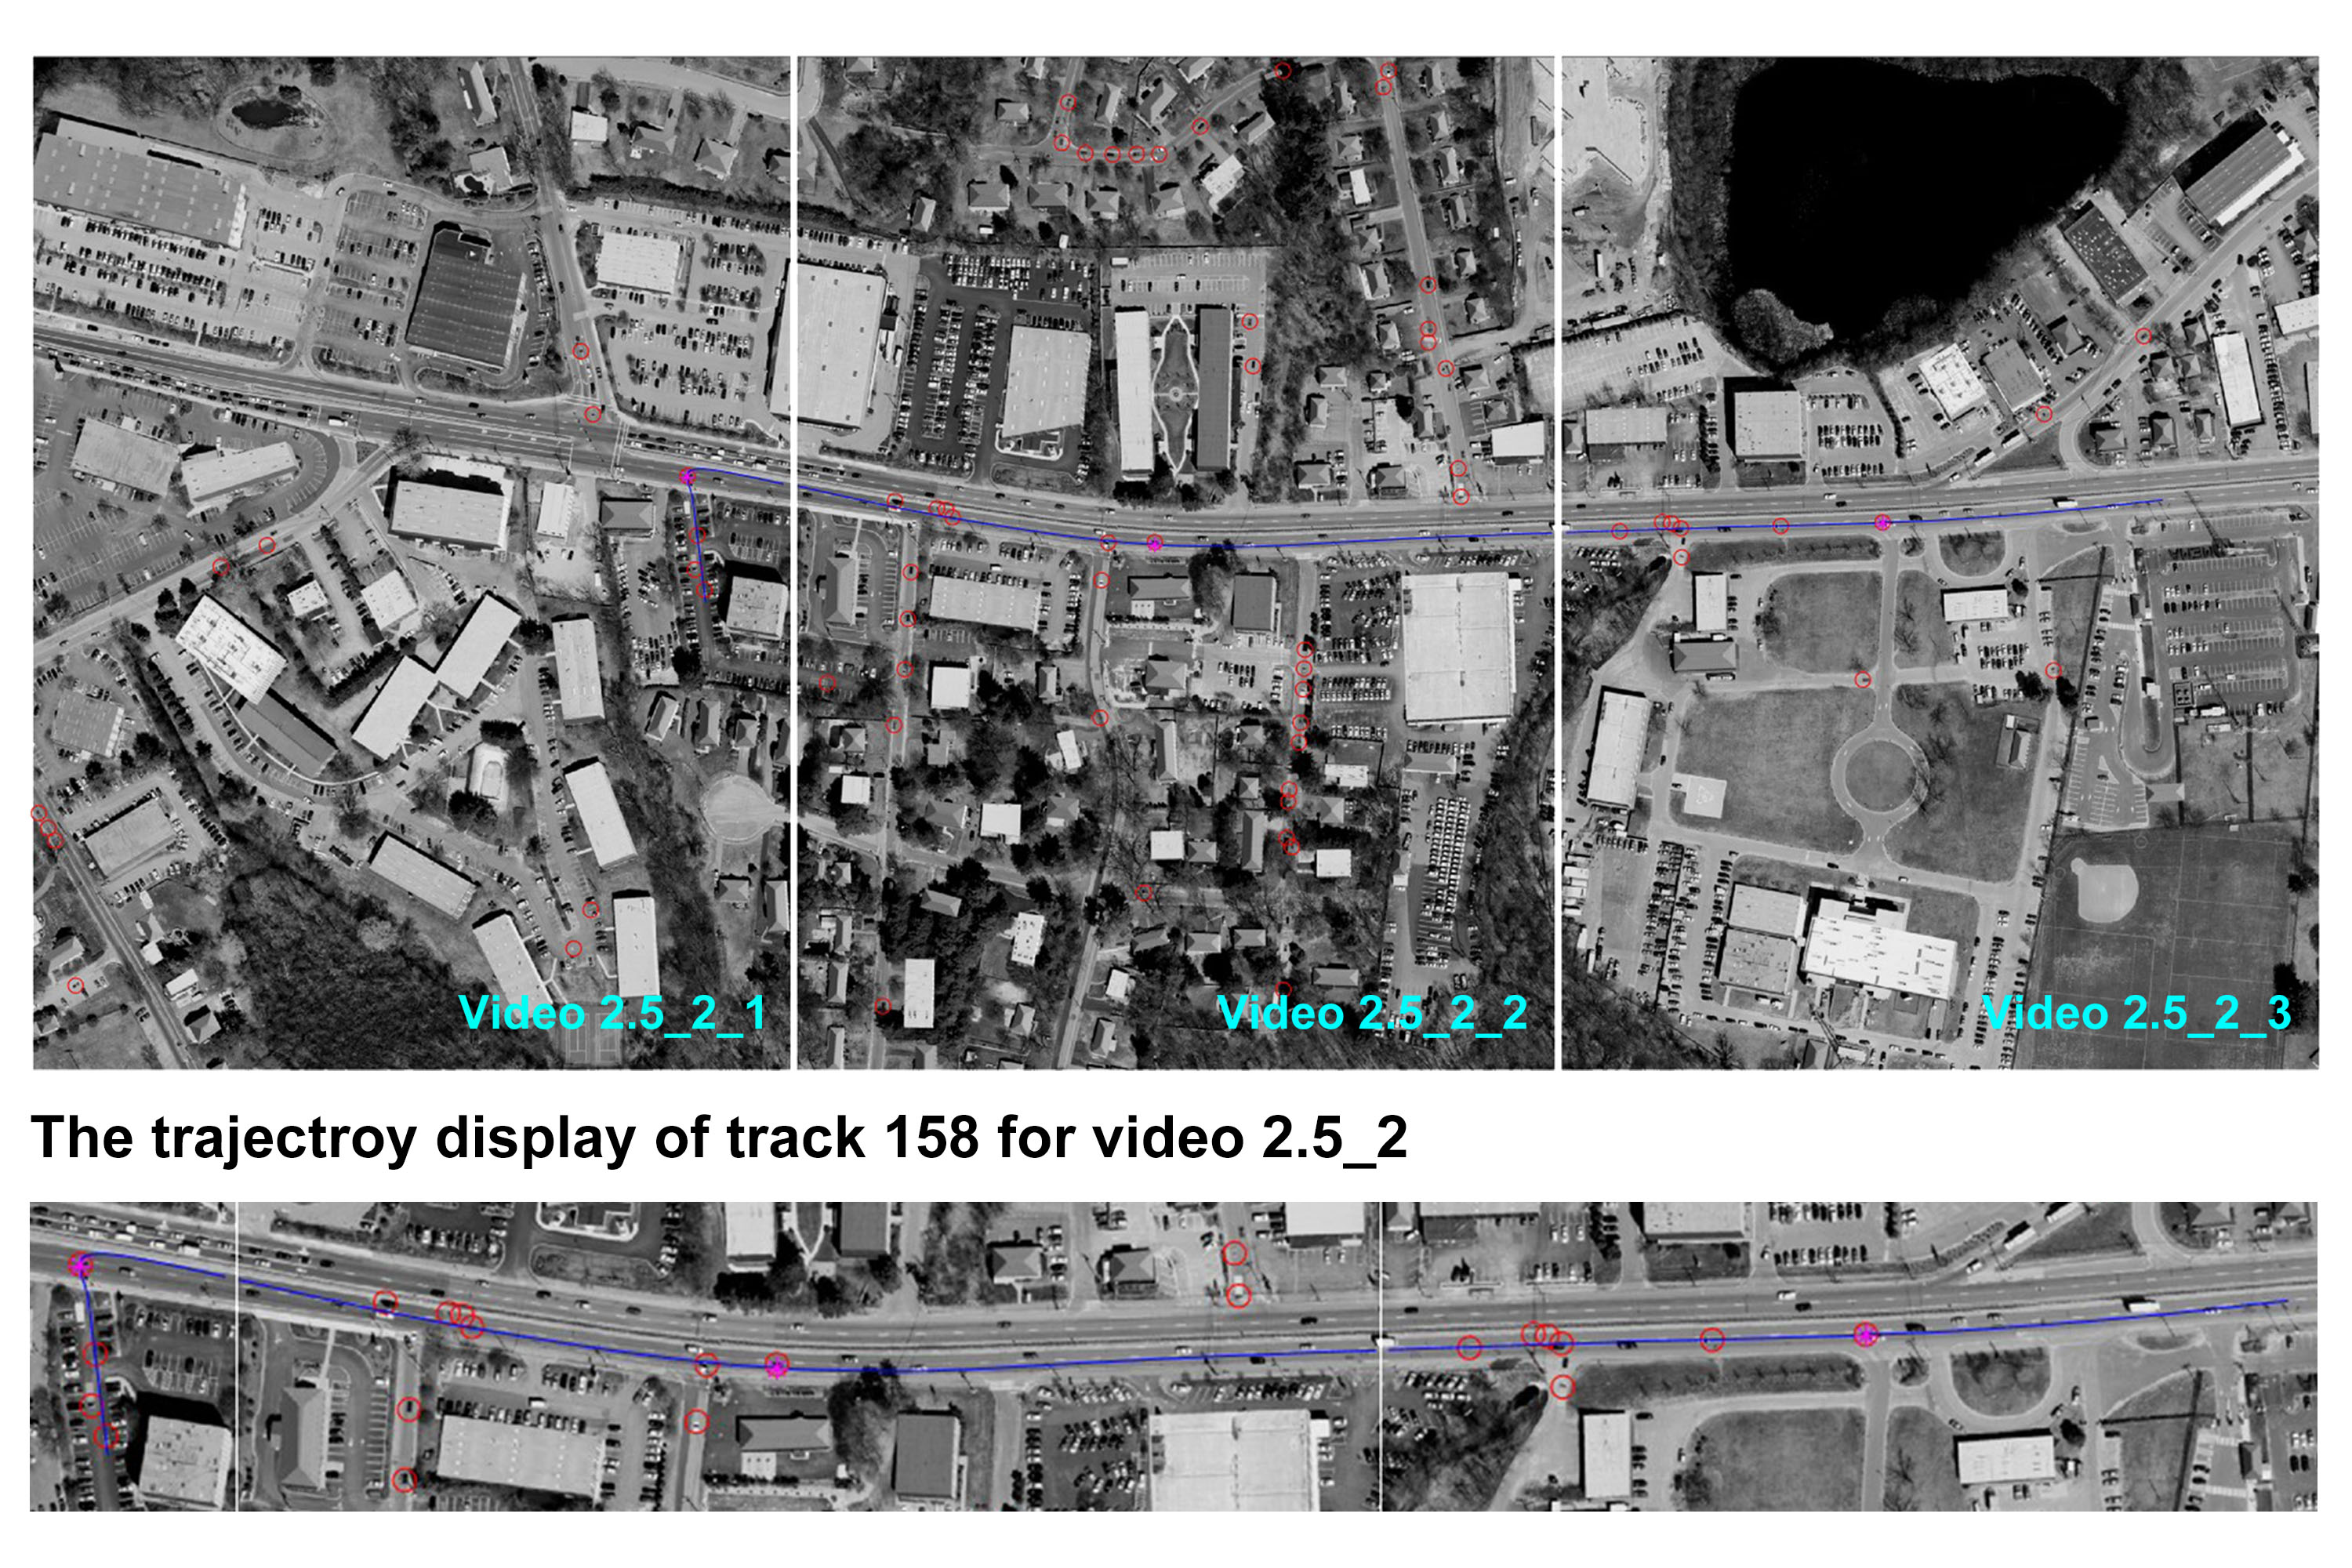 Video 2.5_2_1
Video 2.5_2_2
Video 2.5_2_3
The trajectroy display of track 158 for video 2.5_2